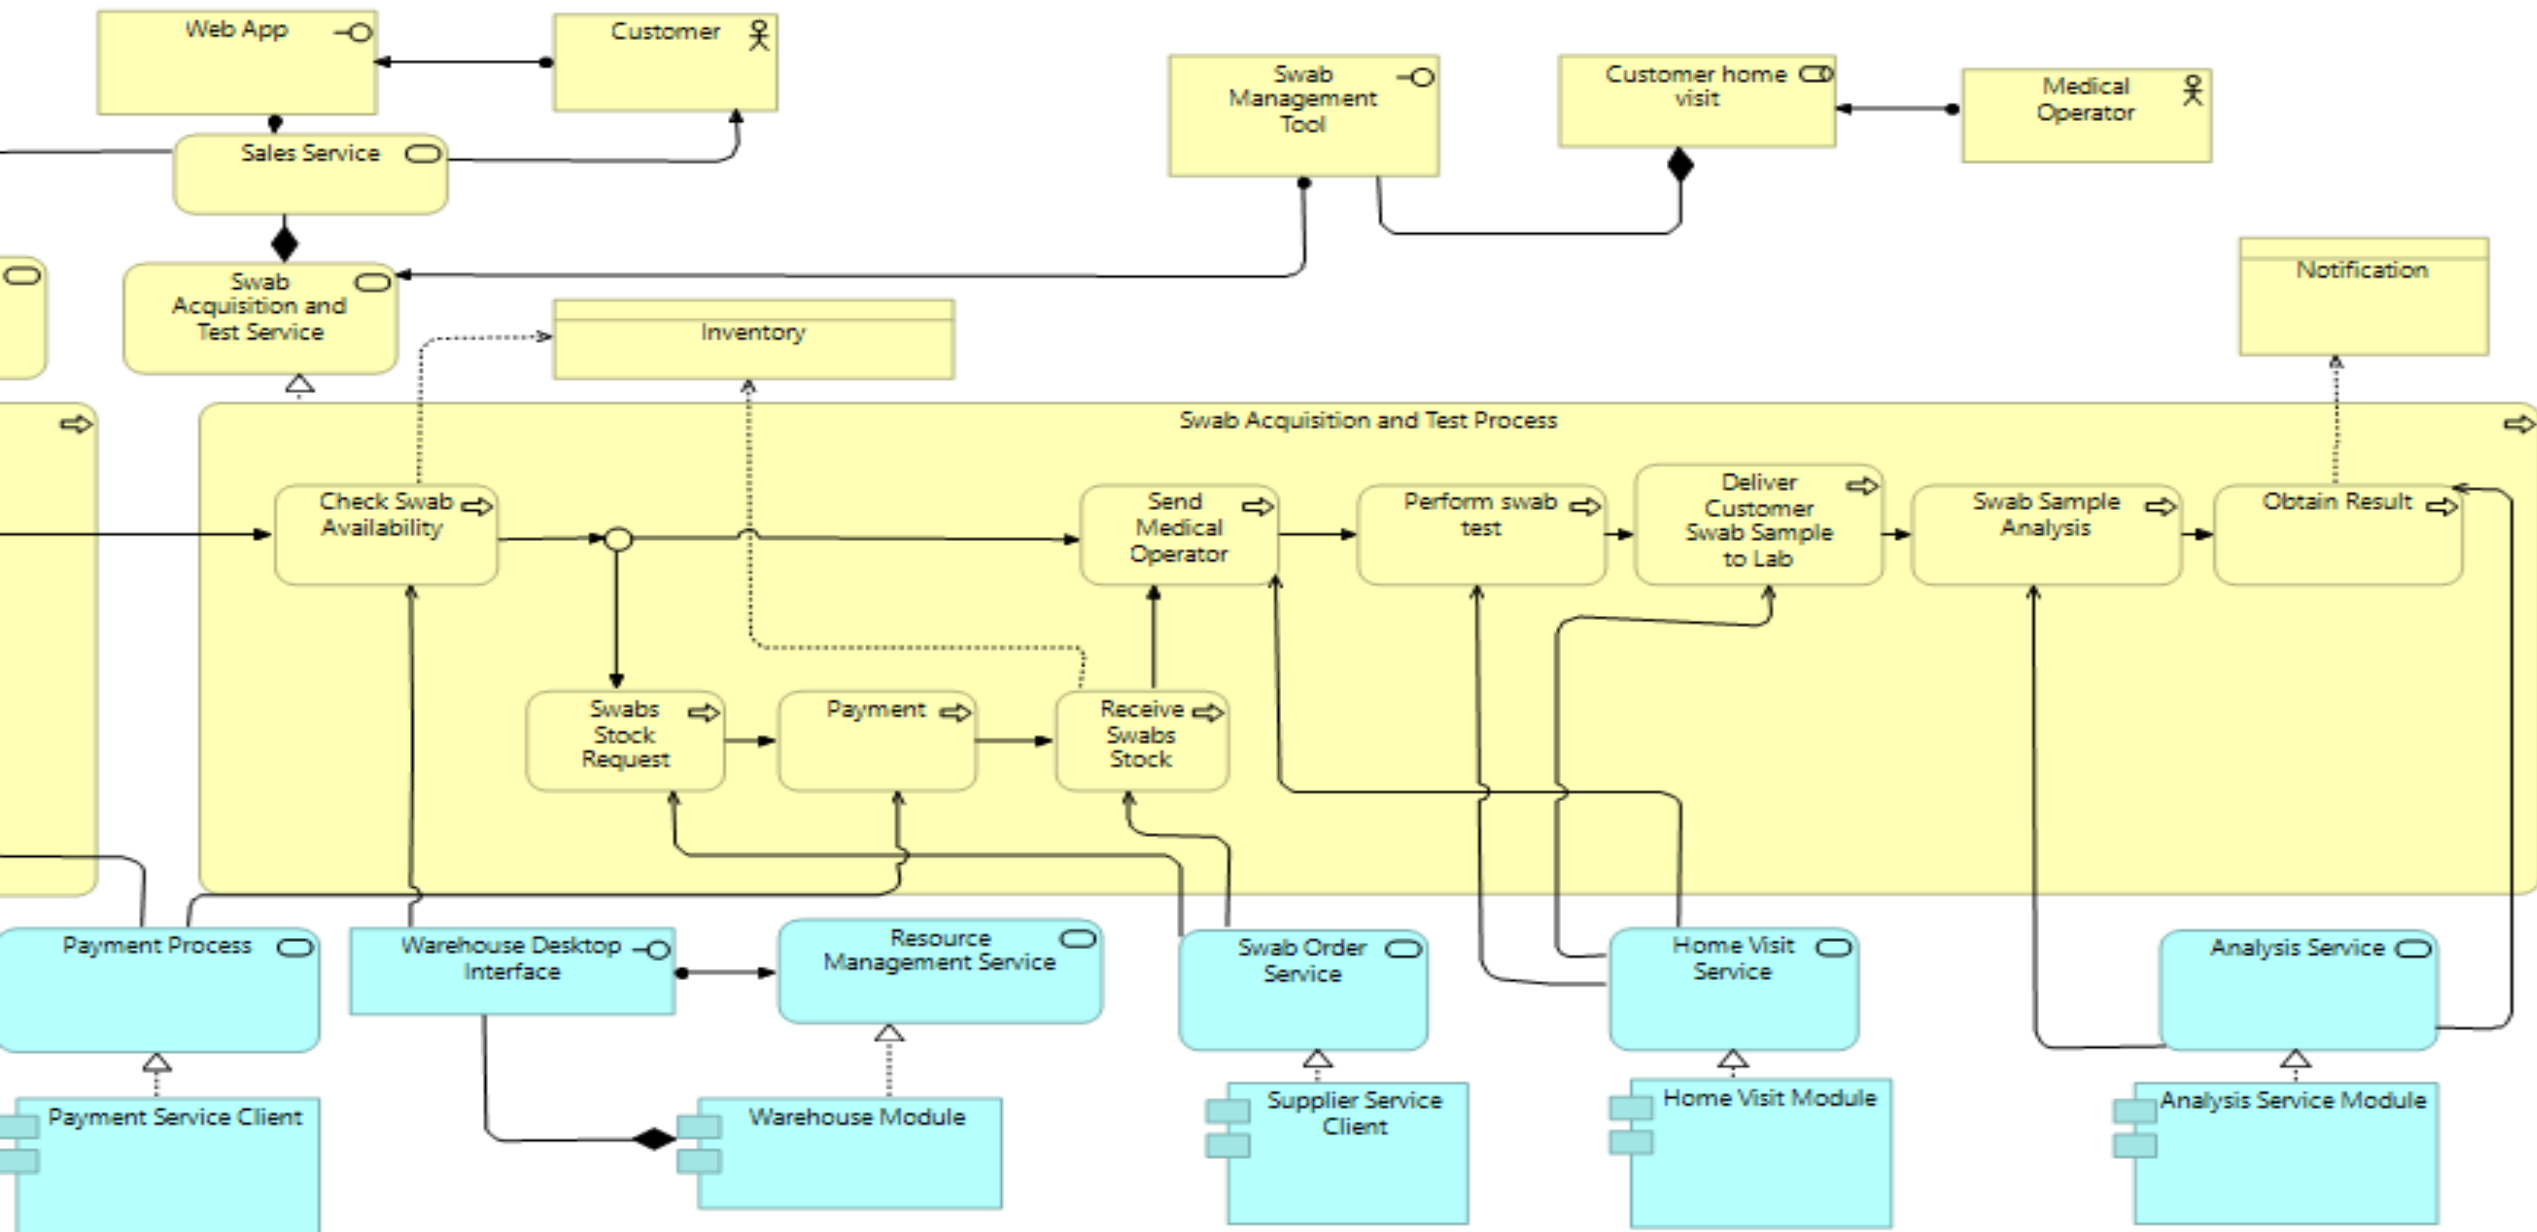 Web App
Customer
Swab
Management
Tool
Customer home
visit
Medical
Operator
Sales Service
Swab
Acquisition and
Test Service
Inventory
Notification
Swab Acquisition and Test Process
Check Swab
Availability
Send
Medical
Operator
Perform swab
test
Deliver
Customer
Swab Sample
to Lab
Swab Sample
Analysis
Obtain Result
Swabs
Stock
Request
Payment
Receive
Swabs
Stock
Payment Process
Warehouse Desktop
Interface
Resource
Management Service
Swab Order
Service
Home Visit
Service
Analysis Service
Payment Service Client
Warehouse Module
Supplier Service
Client
Home Visit Module
Analysis Service Module